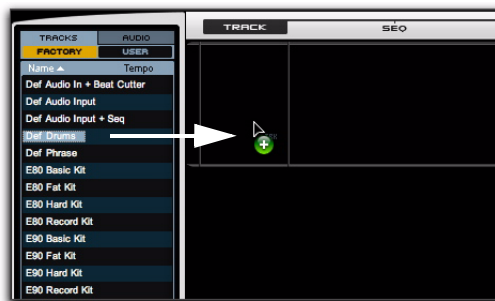 TRACK SEQ
TRACKS AUDIO
FACTORY USER
Name Tempo
Def Audio In + Beat Cutter
Def Audio Input
Def Audio Input + Seq
Def Drums
Def Phrase
E80 Basic Kit
E80 Fat Kit
E80 Hard Kit
E80 Record Kit
E90 Basic Kit
E90 Fat Kit
E90 Hard Kit
E90 Record Kit